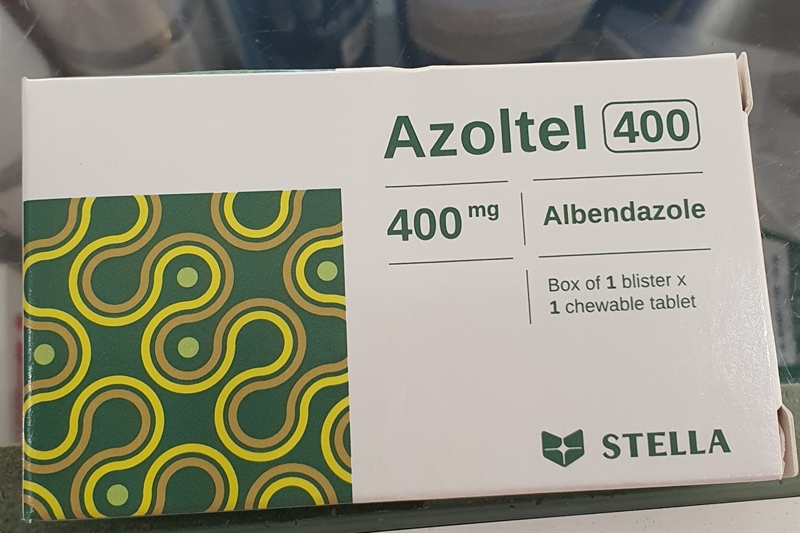 Azoltel 400
400 mg
Albendazole
Box of 1 blister x
1 chewable tablet
STELLA